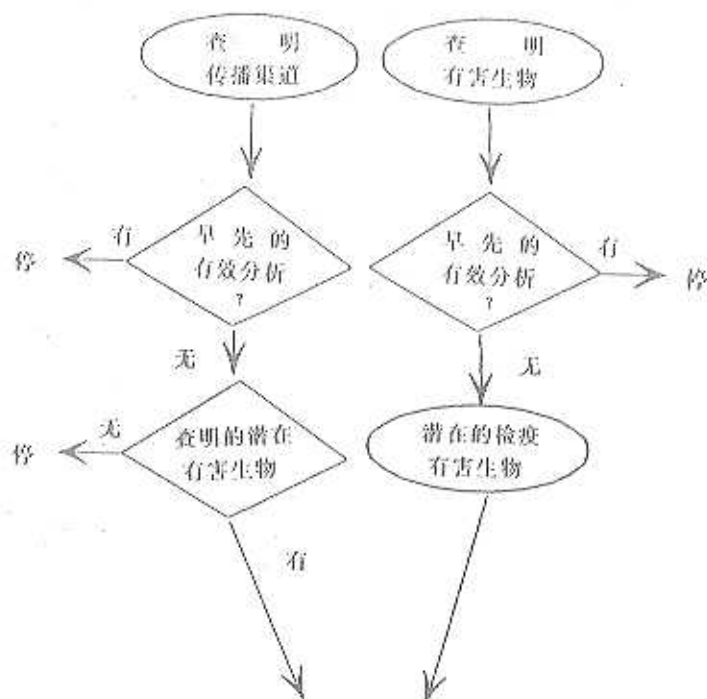 查 明
传播渠道
查 明
有害生物
早 先 的
有效分析
?
有
停
早 先 的
有效分析
?
有
停
无
无
查明的潜在
有害生物
无
停
潜在的检疫
有害生物
有